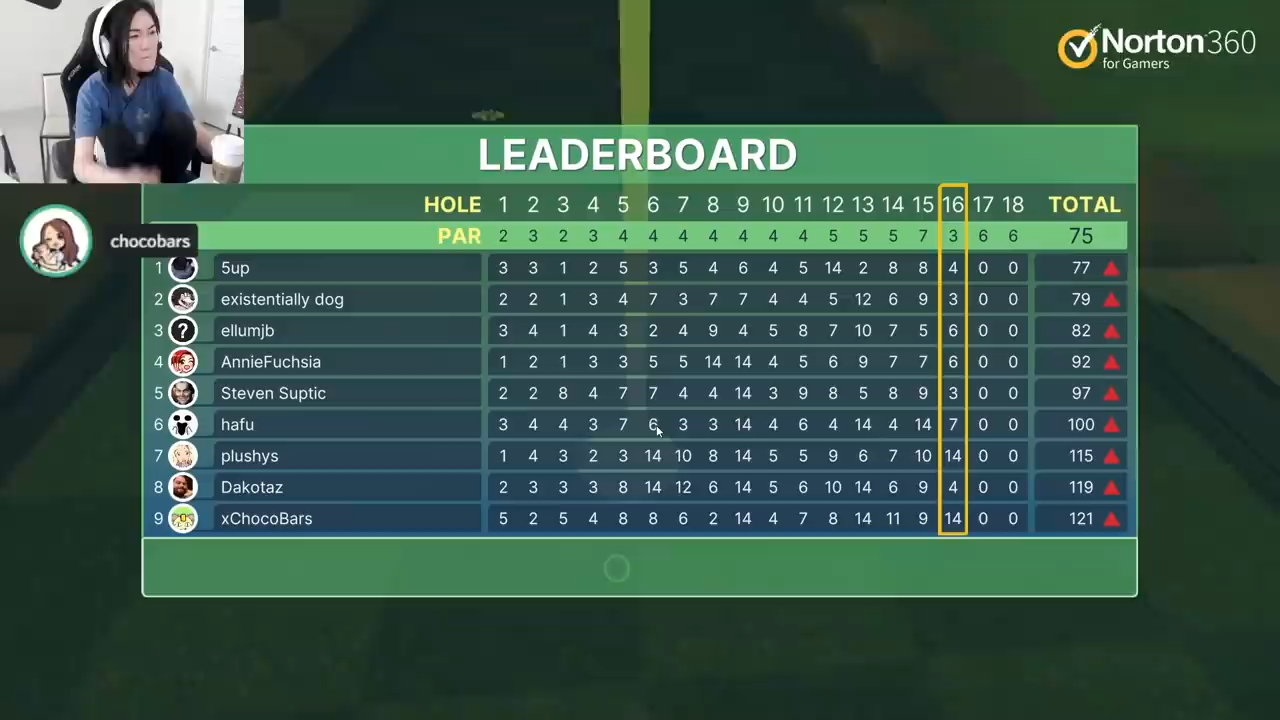 Norton 360
for Gamers
LEADERBOARD
HOLE 1 2 3 4 5 6 7 8 9 10 11 12 13 14 15 16 17 18 TOTAL
chocobars
PAR 2 3 2 3 4 4 4 4 4 4 4 5 5 5 7 3 6 6 75
1 5up 3 3 1 2 5 3 5 4 6 4 5 14 2 8 8 4 0 0 77
2 existentially dog 2 2 1 3 4 7 3 7 7 4 4 5 12 6 9 3 0 0 79
3 ellumjb 3 4 1 4 3 2 4 9 4 5 8 7 10 7 5 6 0 0 82
4 AnnieFuchsia 1 2 1 3 3 5 5 14 14 4 5 6 9 7 7 6 0 0 92
5 Steven Suptic 2 2 8 4 7 7 4 4 14 3 9 8 5 8 9 3 0 0 97
6 hafu 3 4 4 3 7 6 3 3 14 4 6 4 14 4 14 7 0 0 100
7 plushys 1 4 3 2 3 14 10 8 14 5 5 9 6 7 10 14 0 0 115
8 Dakotaz 2 3 3 3 8 14 12 6 14 5 6 10 14 6 9 4 0 0 119
9 xChocoBars 5 2 5 4 8 8 6 2 14 4 7 8 14 11 9 14 0 0 121